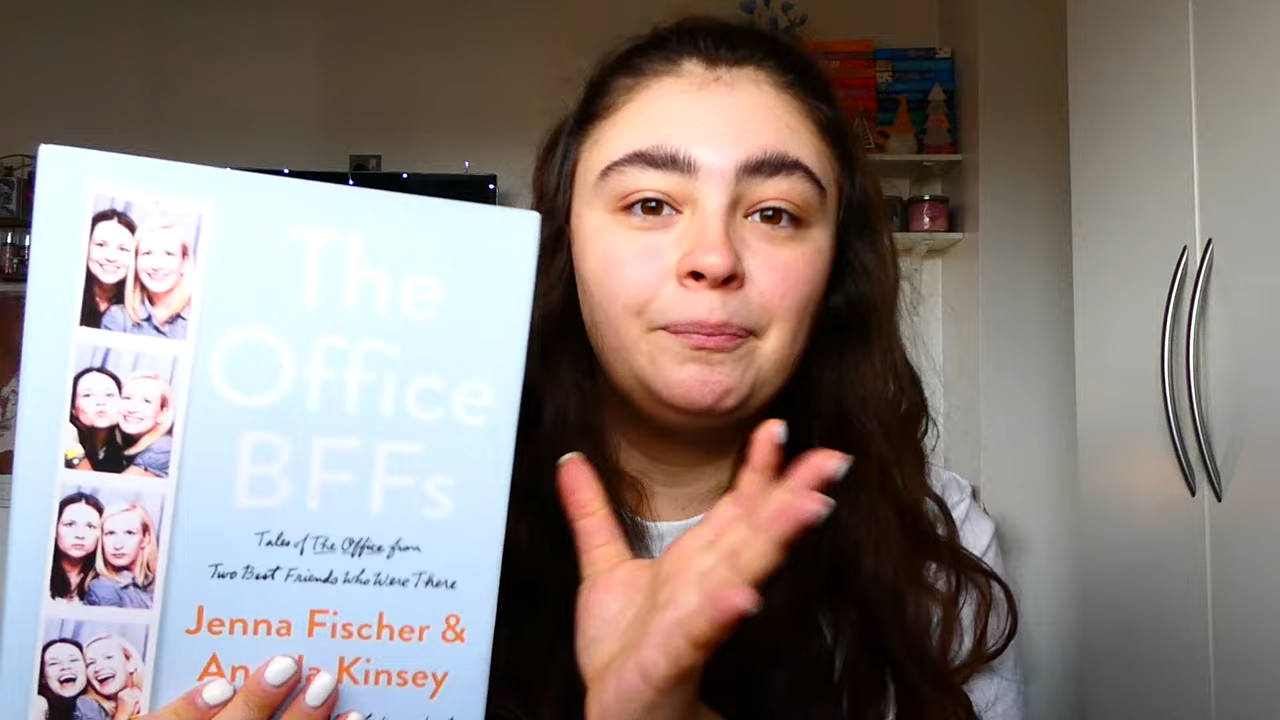 The
Office
BFFs
Tales of The Office from
Two Best Friends Who Were There
Jenna Fischer &
Kinsey